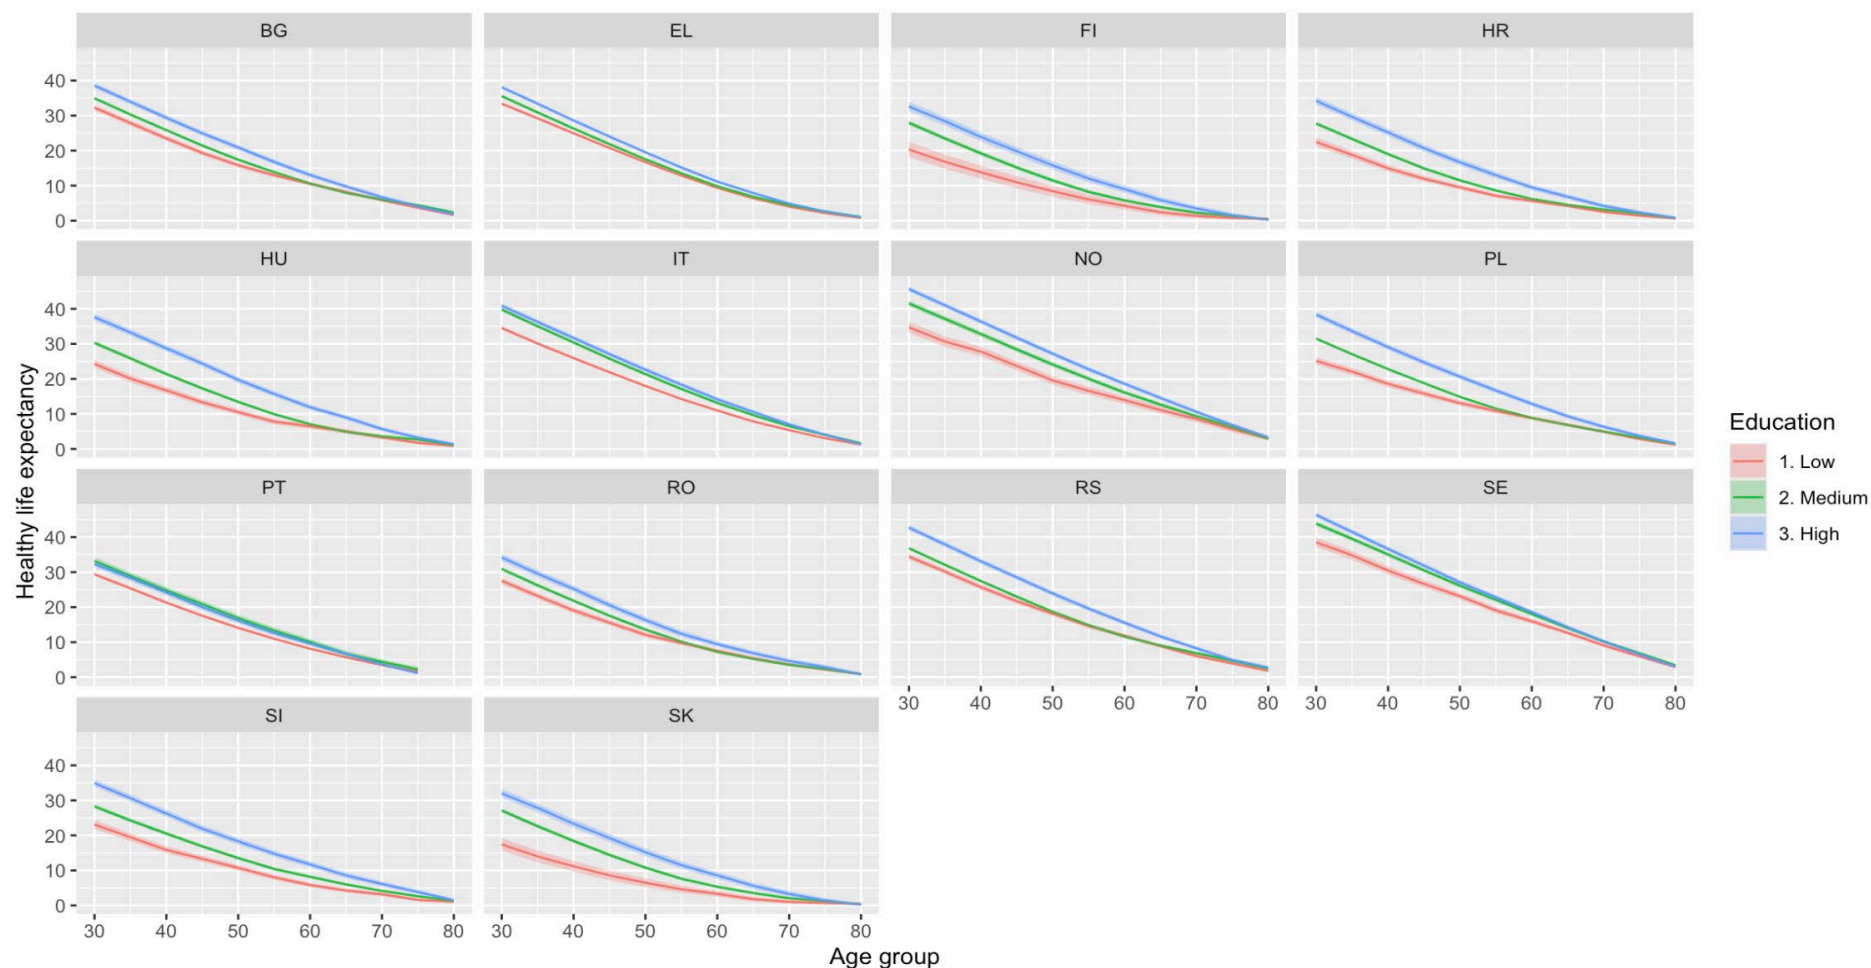 BG EL FI HR
40
30
20
10
0
HU IT NO PL
40
30
20
10
0
PT RO RS SE
40
30
20
10
0
30 40 50 60 70 80 30 40 50 60 70 80
SI SK
40
30
20
10
0
30 40 50 60 70 80 30 40 50 60 70 80
Age group
Healthy life expectancy
Education
1. Low
2. Medium
3. High